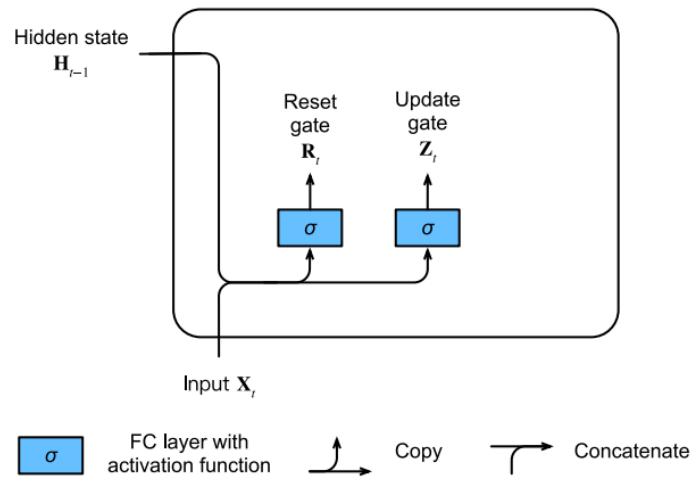 Hidden state
H_{t−1}
Reset
gate
R_t
Update
gate
Z_t
σ
σ
Input X_t
σ
FC layer with
activation function
Copy
Concatenate